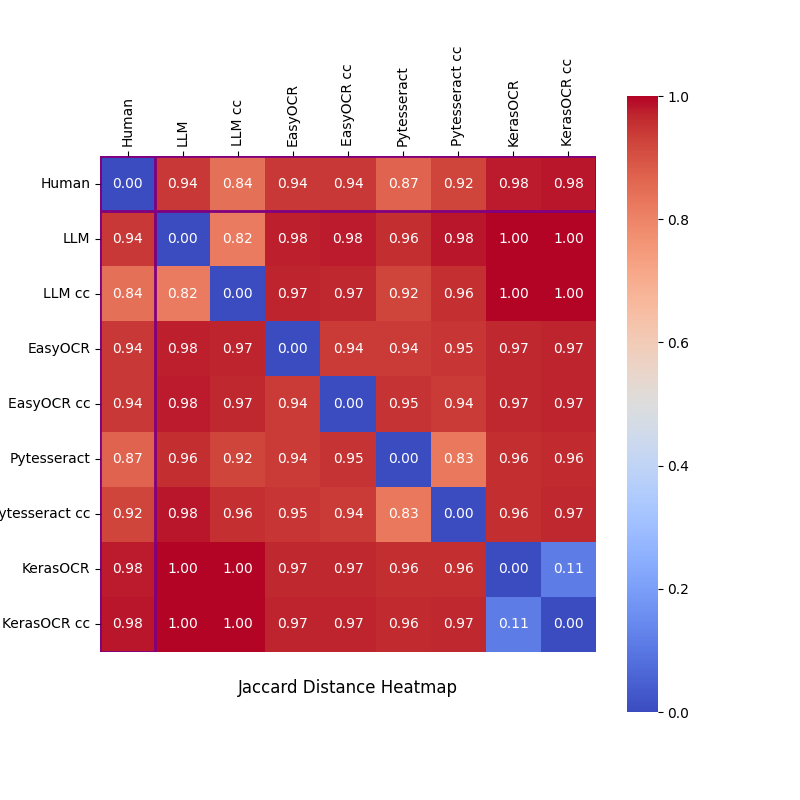 Human LLM LLM cc EasyOCR EasyOCR cc Pytesseract Pytesseract cc KerasOCR KerasOCR cc
Human 0.00 0.94 0.84 0.94 0.94 0.87 0.92 0.98 0.98
LLM 0.94 0.00 0.82 0.98 0.98 0.96 0.98 1.00 1.00
LLM cc 0.84 0.82 0.00 0.97 0.97 0.92 0.96 1.00 1.00
EasyOCR 0.94 0.98 0.97 0.00 0.94 0.94 0.95 0.97 0.97
EasyOCR cc 0.94 0.98 0.97 0.94 0.00 0.95 0.94 0.97 0.97
Pytesseract 0.87 0.96 0.92 0.94 0.95 0.00 0.83 0.96 0.96
ytesseract cc 0.92 0.98 0.96 0.95 0.94 0.83 0.00 0.96 0.97
KerasOCR 0.98 1.00 1.00 0.97 0.97 0.96 0.96 0.00 0.11
KerasOCR cc 0.98 1.00 1.00 0.97 0.97 0.96 0.97 0.11 0.00
Jaccard Distance Heatmap
1.0
0.8
0.6
0.4
0.2
0.0